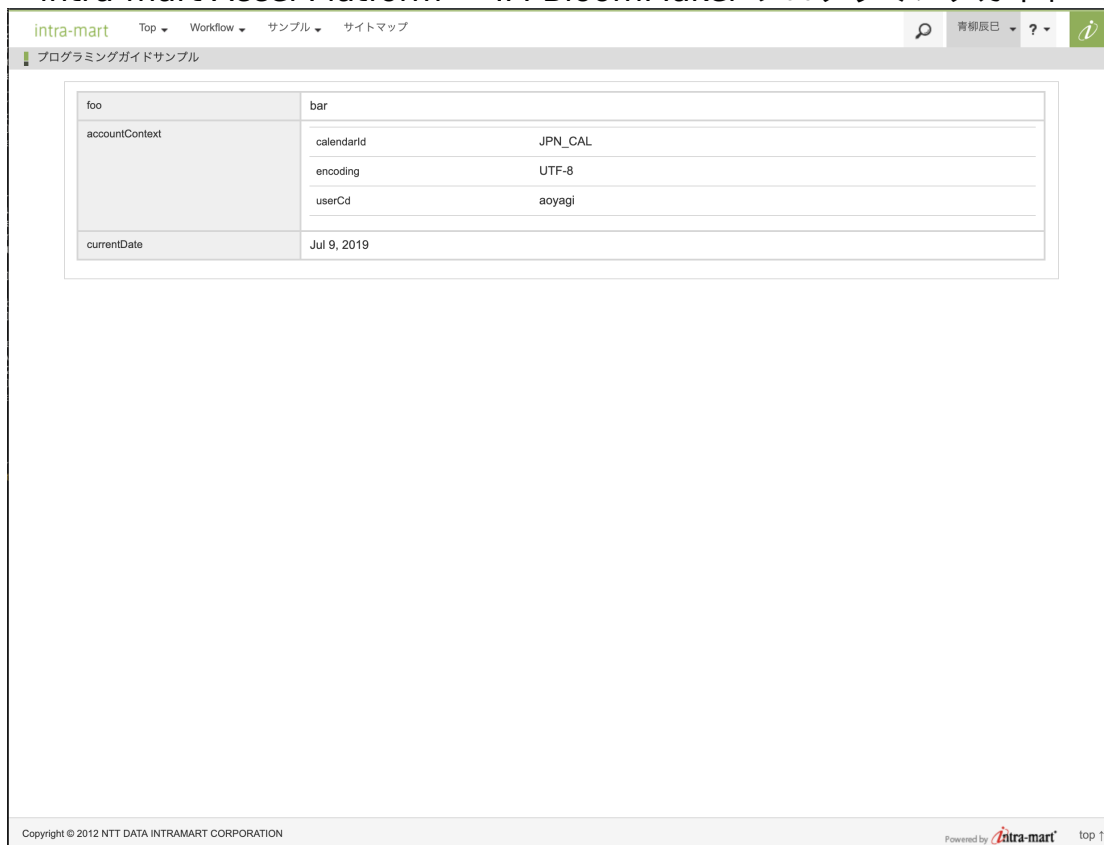 intra-mart Top Workflow サンプル サイトマップ 青柳辰巳 ?
プログラミングガイドサンプル
foo bar
accountContext
calendarId JPN_CAL
encoding UTF-8
userCd aoyagi
currentDate Jul 9, 2019
Copyright © 2012 NTT DATA INTRAMART CORPORATION Powered by intra-mart top ↑